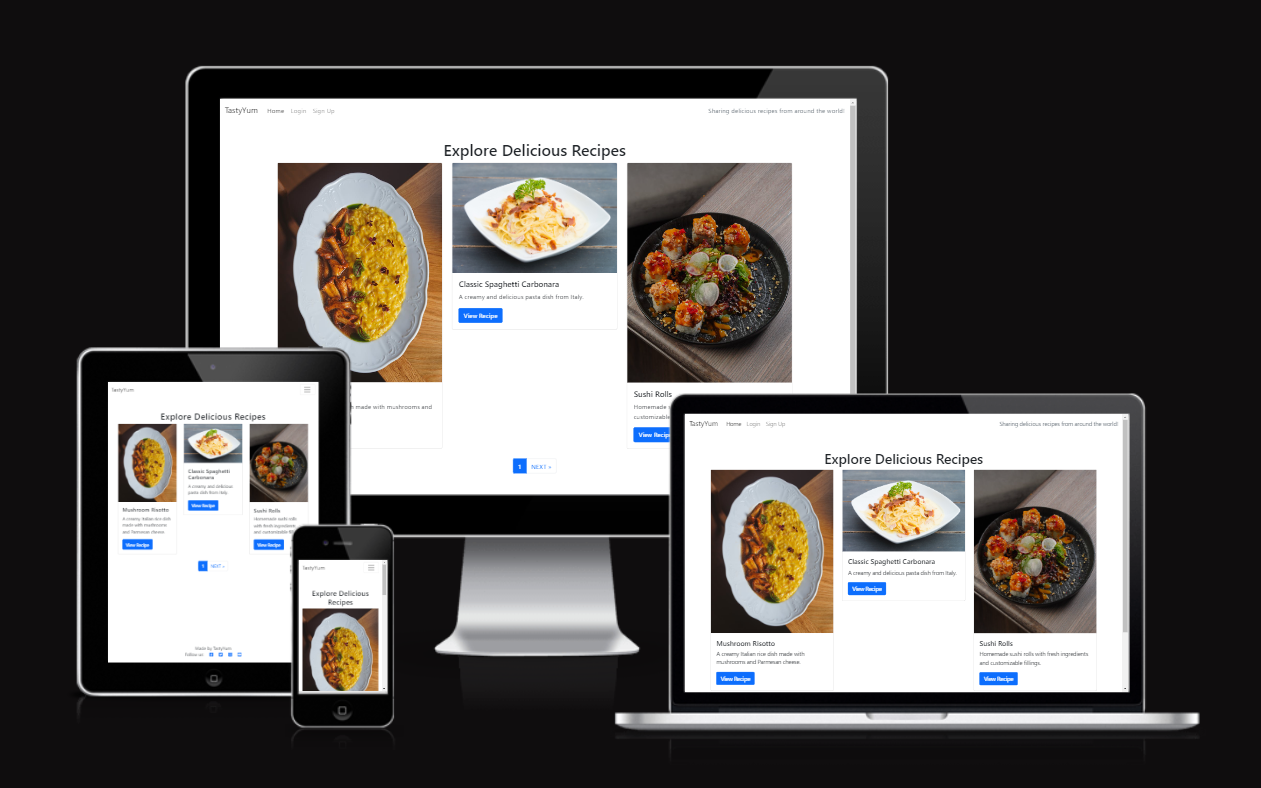 TastyYum Home Login Sign Up Sharing delicious recipes from around the world!
Explore Delicious Recipes
Classic Spaghetti Carbonara
A creamy and delicious pasta dish from Italy.
View Recipe
made with mushrooms and
Sushi Rolls
Homemade
customizable
View
1 NEXT »
TastyYum
Explore Delicious Recipes
Classic Spaghetti
Carbonara
A creamy and delicious
pasta dish from Italy.
View Recipe
Mushroom Risotto
A creamy Italian rice dish
made with mushrooms
and Parmesan cheese.
View Recipe
Sushi Rolls
Homemade sushi rolls
with fresh ingredients
and customizable
View Recipe
1 NEXT »
Made by TastyYum
Follow us:
TastyYum
Explore Delicious
Recipes
TastyYum Home Login Sign Up Sharing delicious recipes from around the world!
Explore Delicious Recipes
Classic Spaghetti Carbonara
A creamy and delicious pasta dish from Italy.
View Recipe
Mushroom Risotto
A creamy Italian rice dish made with
mushrooms and Parmesan cheese.
View Recipe
Sushi Rolls
Homemade sushi rolls with fresh ingredients
and customizable fillings.
View Recipe